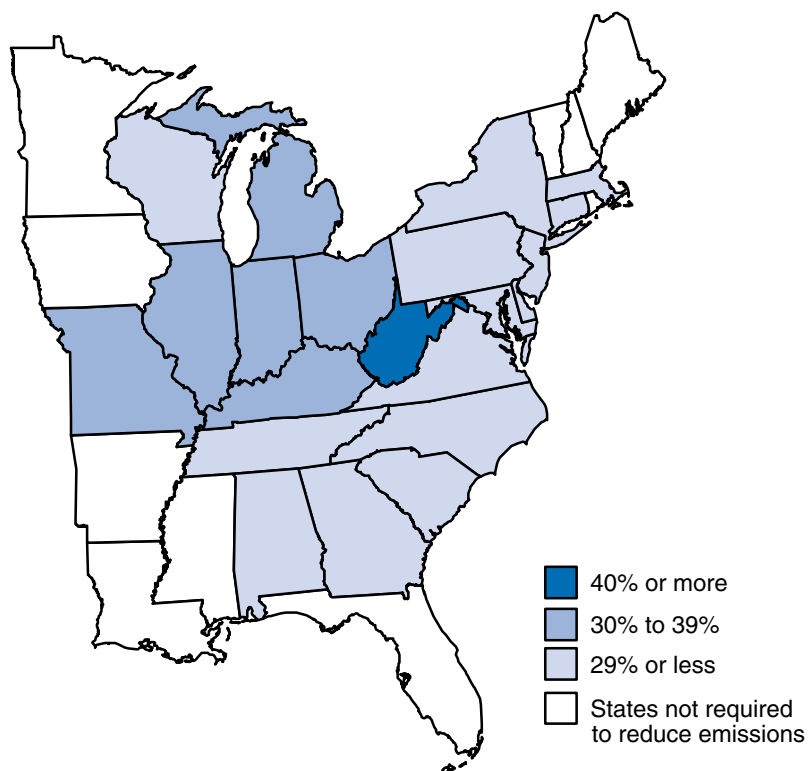 40% or more
30% to 39%
29% or less
States not required
to reduce emissions